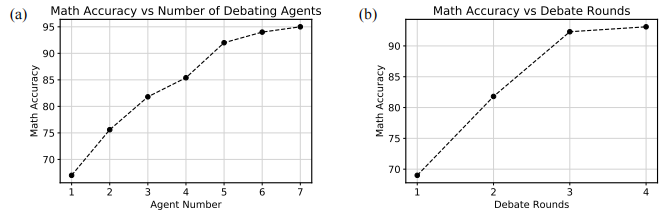 (a)
Math Accuracy vs Number of Debating Agents
95
90
85
80
75
70
Math Accuracy
1 2 3 4 5 6 7
Agent Number
(b)
Math Accuracy vs Debate Rounds
90
85
80
75
70
Math Accuracy
1 2 3 4
Debate Rounds